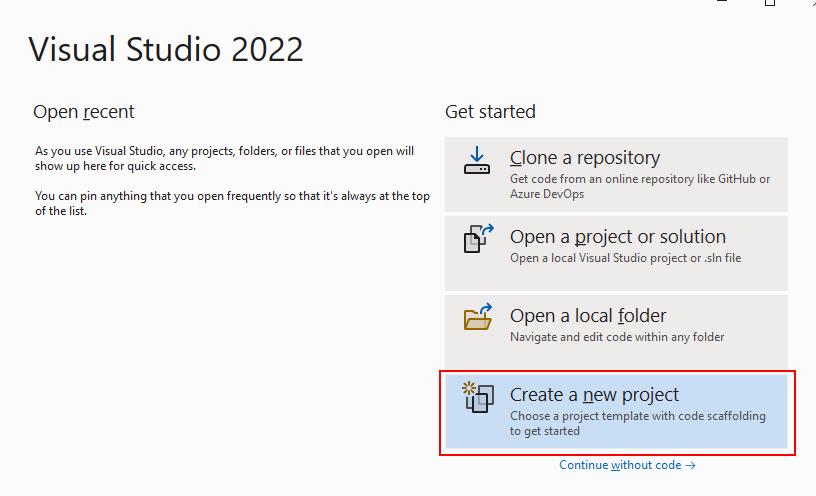 Visual Studio 2022
Open recent
As you use Visual Studio, any projects, folders, or files that you open will
show up here for quick access.
You can pin anything that you open frequently so that it's always at the top
of the list.
Get started
Clone a repository
Get code from an online repository like GitHub or
Azure DevOps
Open a project or solution
Open a local Visual Studio project or .sln file
Open a local folder
Navigate and edit code within any folder
Create a new project
Choose a project template with code scaffolding
to get started
Continue without code →